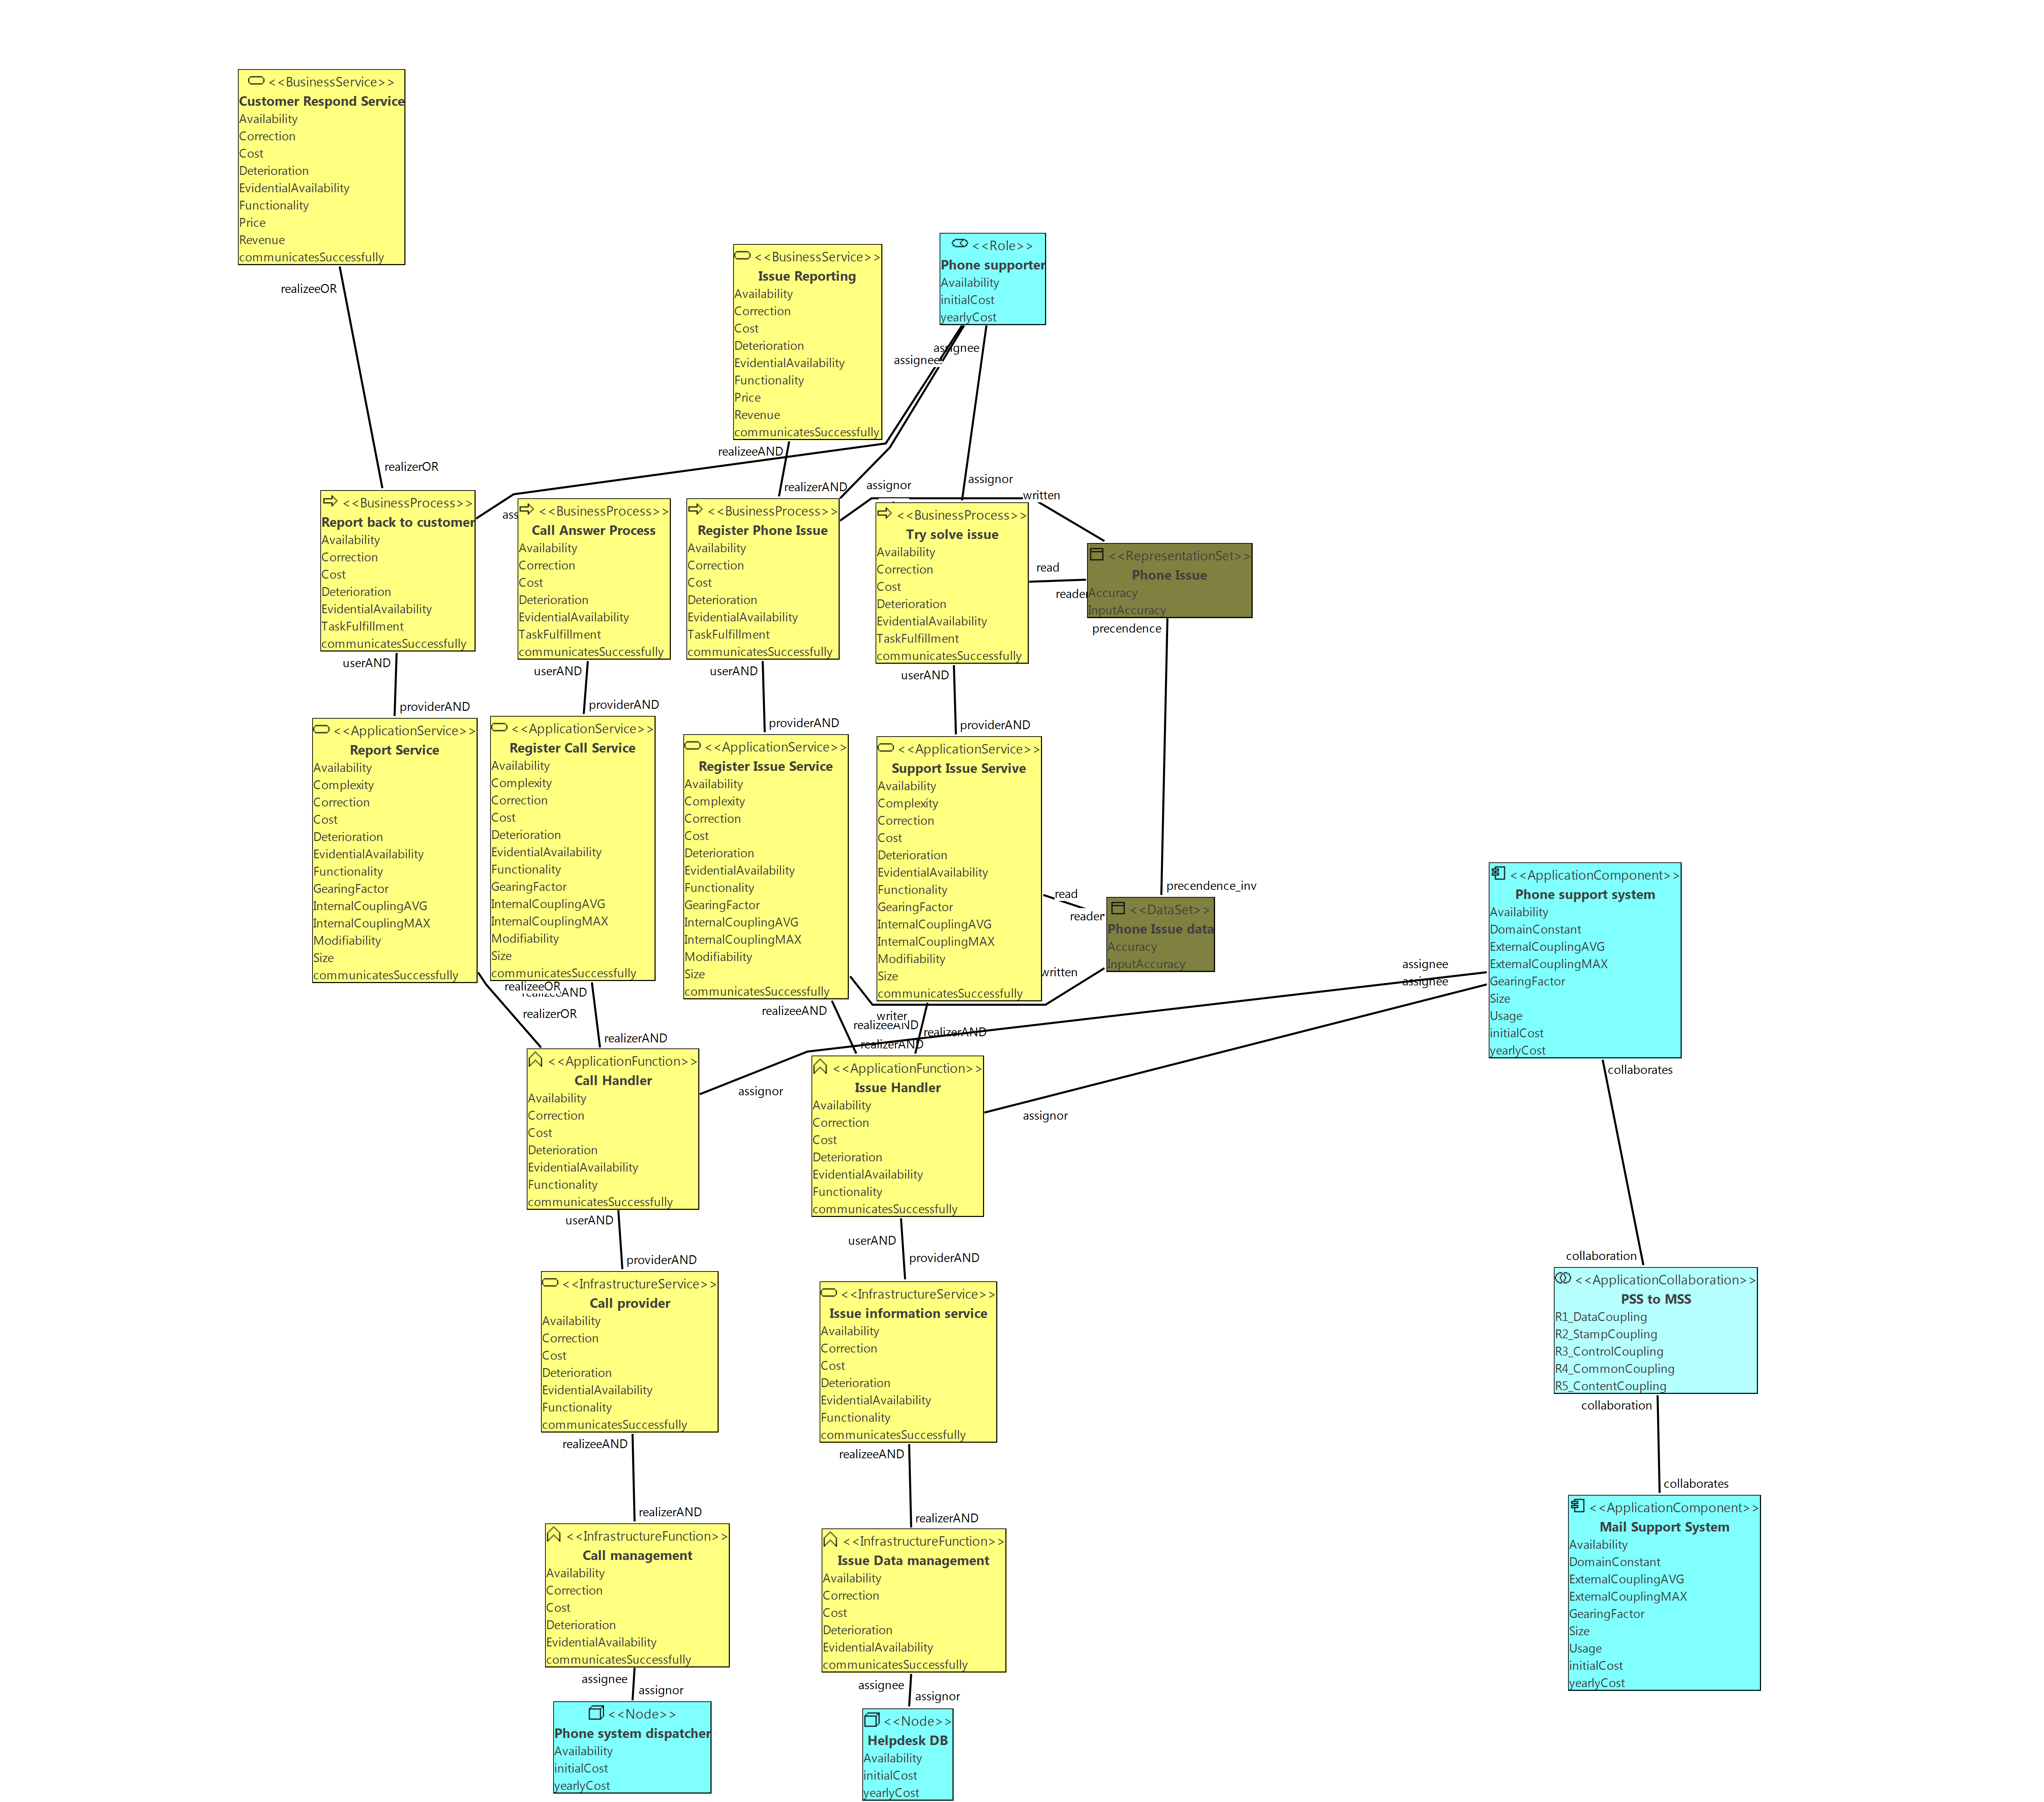 <<BusinessService>>
Customer Respond Service
Availability
Correction
Cost
Deterioration
EvidentialAvailability
Functionality
Price
Revenue
communicatesSuccessfully
realizeeOR
realizerOR
<<BusinessService>>
Issue Reporting
Availability
Correction
Cost
Deterioration
EvidentialAvailability
Functionality
Price
Revenue
communicatesSuccessfully
realizeeAND
realizerAND
<<Role>>
Phone supporter
Availability
initialCost
yearlyCost
assignee
assignee
assignor
assignor
written
<<BusinessProcess>>
Report back to customer
Availability
Correction
Cost
Deterioration
EvidentialAvailability
TaskFulfillment
communicatesSuccessfully
userAND
providerAND
<<BusinessProcess>>
Call Answer Process
Availability
Correction
Cost
Deterioration
EvidentialAvailability
TaskFulfillment
communicatesSuccessfully
userAND
providerAND
<<BusinessProcess>>
Register Phone Issue
Availability
Correction
Cost
Deterioration
EvidentialAvailability
TaskFulfillment
communicatesSuccessfully
userAND
providerAND
<<BusinessProcess>>
Try solve issue
Availability
Correction
Cost
Deterioration
EvidentialAvailability
TaskFulfillment
communicatesSuccessfully
userAND
providerAND
read
reader
<<RepresentationSet>>
Phone Issue
Accuracy
InputAccuracy
precendence
precendence_inv
<<ApplicationService>>
Report Service
Availability
Complexity
Correction
Cost
Deterioration
EvidentialAvailability
Functionality
GearingFactor
InternalCouplingAVG
InternalCouplingMAX
Modifiability
Size
communicatesSuccessfully
realizeeOR
realizerOR
<<ApplicationService>>
Register Call Service
Availability
Complexity
Correction
Cost
Deterioration
EvidentialAvailability
Functionality
GearingFactor
InternalCouplingAVG
InternalCouplingMAX
Modifiability
Size
communicatesSuccessfully
realizeeAND
realizerAND
<<ApplicationService>>
Register Issue Service
Availability
Complexity
Correction
Cost
Deterioration
EvidentialAvailability
Functionality
GearingFactor
InternalCouplingAVG
InternalCouplingMAX
Modifiability
Size
communicatesSuccessfully
realizeeAND
realizerAND
writer
<<ApplicationService>>
Support Issue Servive
Availability
Complexity
Correction
Cost
Deterioration
EvidentialAvailability
Functionality
GearingFactor
InternalCouplingAVG
InternalCouplingMAX
Modifiability
Size
communicatesSuccessfully
realizeeAND
realizerAND
read
reader
written
<<DataSet>>
Phone Issue data
Accuracy
InputAccuracy
<<ApplicationComponent>>
Phone support system
Availability
DomainConstant
ExternalCouplingAVG
ExternalCouplingMAX
GearingFactor
Size
Usage
initialCost
yearlyCost
assignee
assignee
collaborates
collaboration
<<ApplicationFunction>>
Call Handler
Availability
Correction
Cost
Deterioration
EvidentialAvailability
Functionality
communicatesSuccessfully
assignor
userAND
providerAND
<<ApplicationFunction>>
Issue Handler
Availability
Correction
Cost
Deterioration
EvidentialAvailability
Functionality
communicatesSuccessfully
assignor
userAND
providerAND
<<InfrastructureService>>
Call provider
Availability
Correction
Cost
Deterioration
EvidentialAvailability
Functionality
communicatesSuccessfully
realizeeAND
realizerAND
<<InfrastructureService>>
Issue information service
Availability
Correction
Cost
Deterioration
EvidentialAvailability
Functionality
communicatesSuccessfully
realizeeAND
realizerAND
<<ApplicationCollaboration>>
PSS to MSS
R1_DataCoupling
R2_StampCoupling
R3_ControlCoupling
R4_CommonCoupling
R5_ContentCoupling
collaboration
collaborates
<<InfrastructureFunction>>
Call management
Availability
Correction
Cost
Deterioration
EvidentialAvailability
communicatesSuccessfully
assignee
assignor
<<InfrastructureFunction>>
Issue Data management
Availability
Correction
Cost
Deterioration
EvidentialAvailability
communicatesSuccessfully
assignee
assignor
<<ApplicationComponent>>
Mail Support System
Availability
DomainConstant
ExternalCouplingAVG
ExternalCouplingMAX
GearingFactor
Size
Usage
initialCost
yearlyCost
<<Node>>
Phone system dispatcher
Availability
initialCost
yearlyCost
<<Node>>
Helpdesk DB
Availability
initialCost
yearlyCost